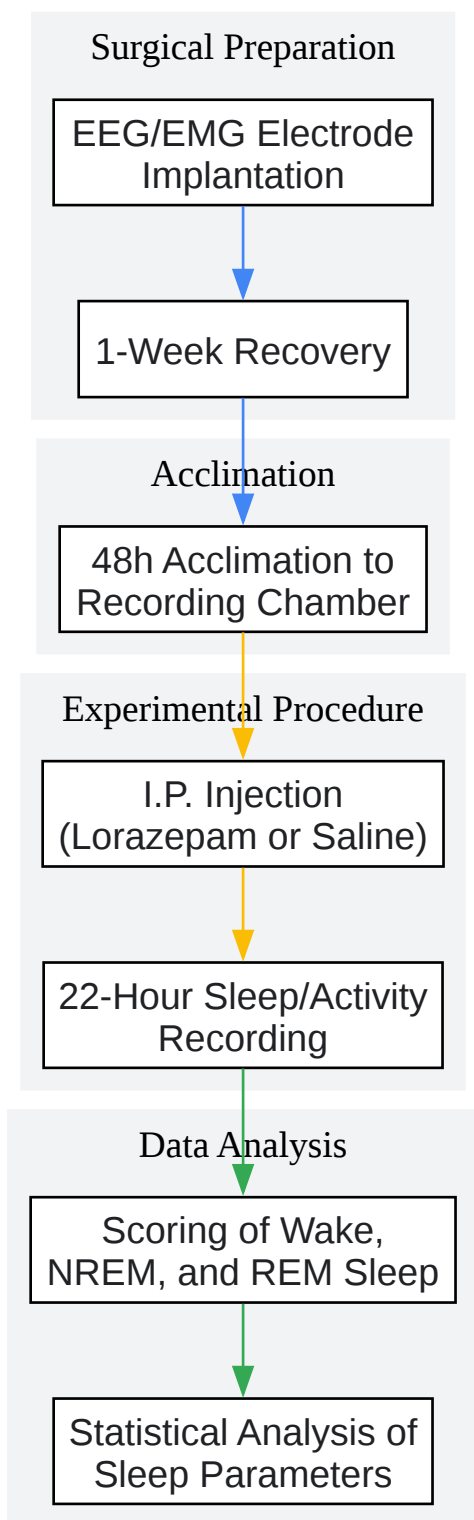 Surgical Preparation
EEG/EMG Electrode
Implantation
1-Week Recovery
Acclimation
48h Acclimation to
Recording Chamber
Experimental Procedure
I.P. Injection
(Lorazepam or Saline)
22-Hour Sleep/Activity
Recording
Data Analysis
Scoring of Wake,
NREM, and REM Sleep
Statistical Analysis of
Sleep Parameters